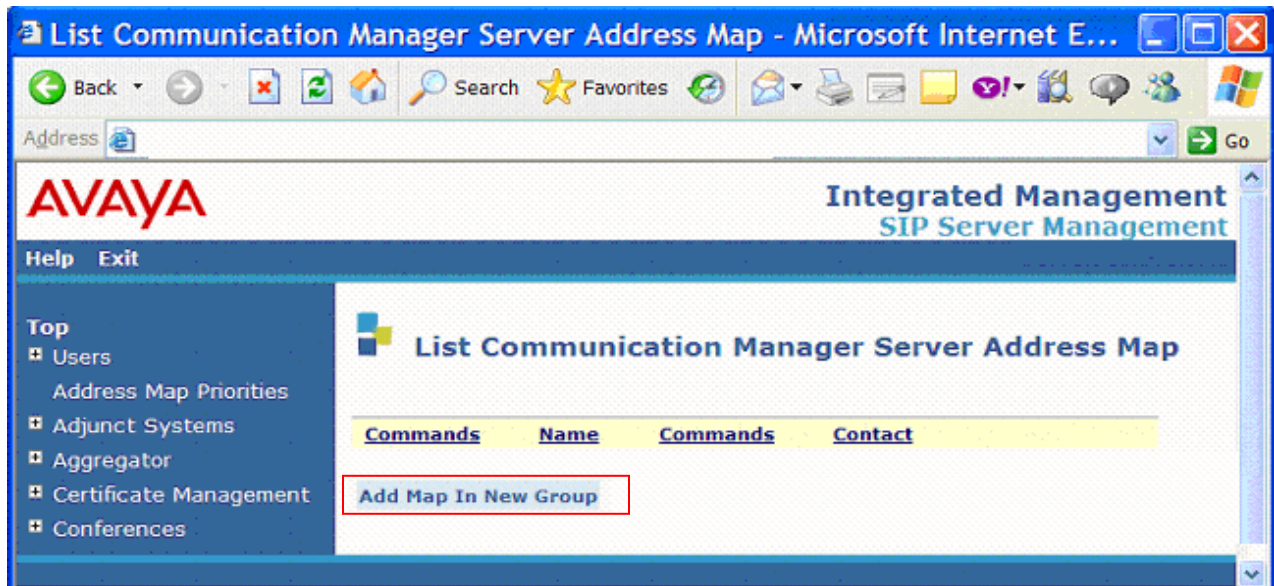 List Communication Manager Server Address Map - Microsoft Internet E...
Back Search Favorites
Address Go
AVAYA
Integrated Management
SIP Server Management
Help Exit
Top
Users
Address Map Priorities
Adjunct Systems
Aggregator
Certificate Management
Conferences
List Communication Manager Server Address Map
Commands Name Commands Contact
Add Map In New Group